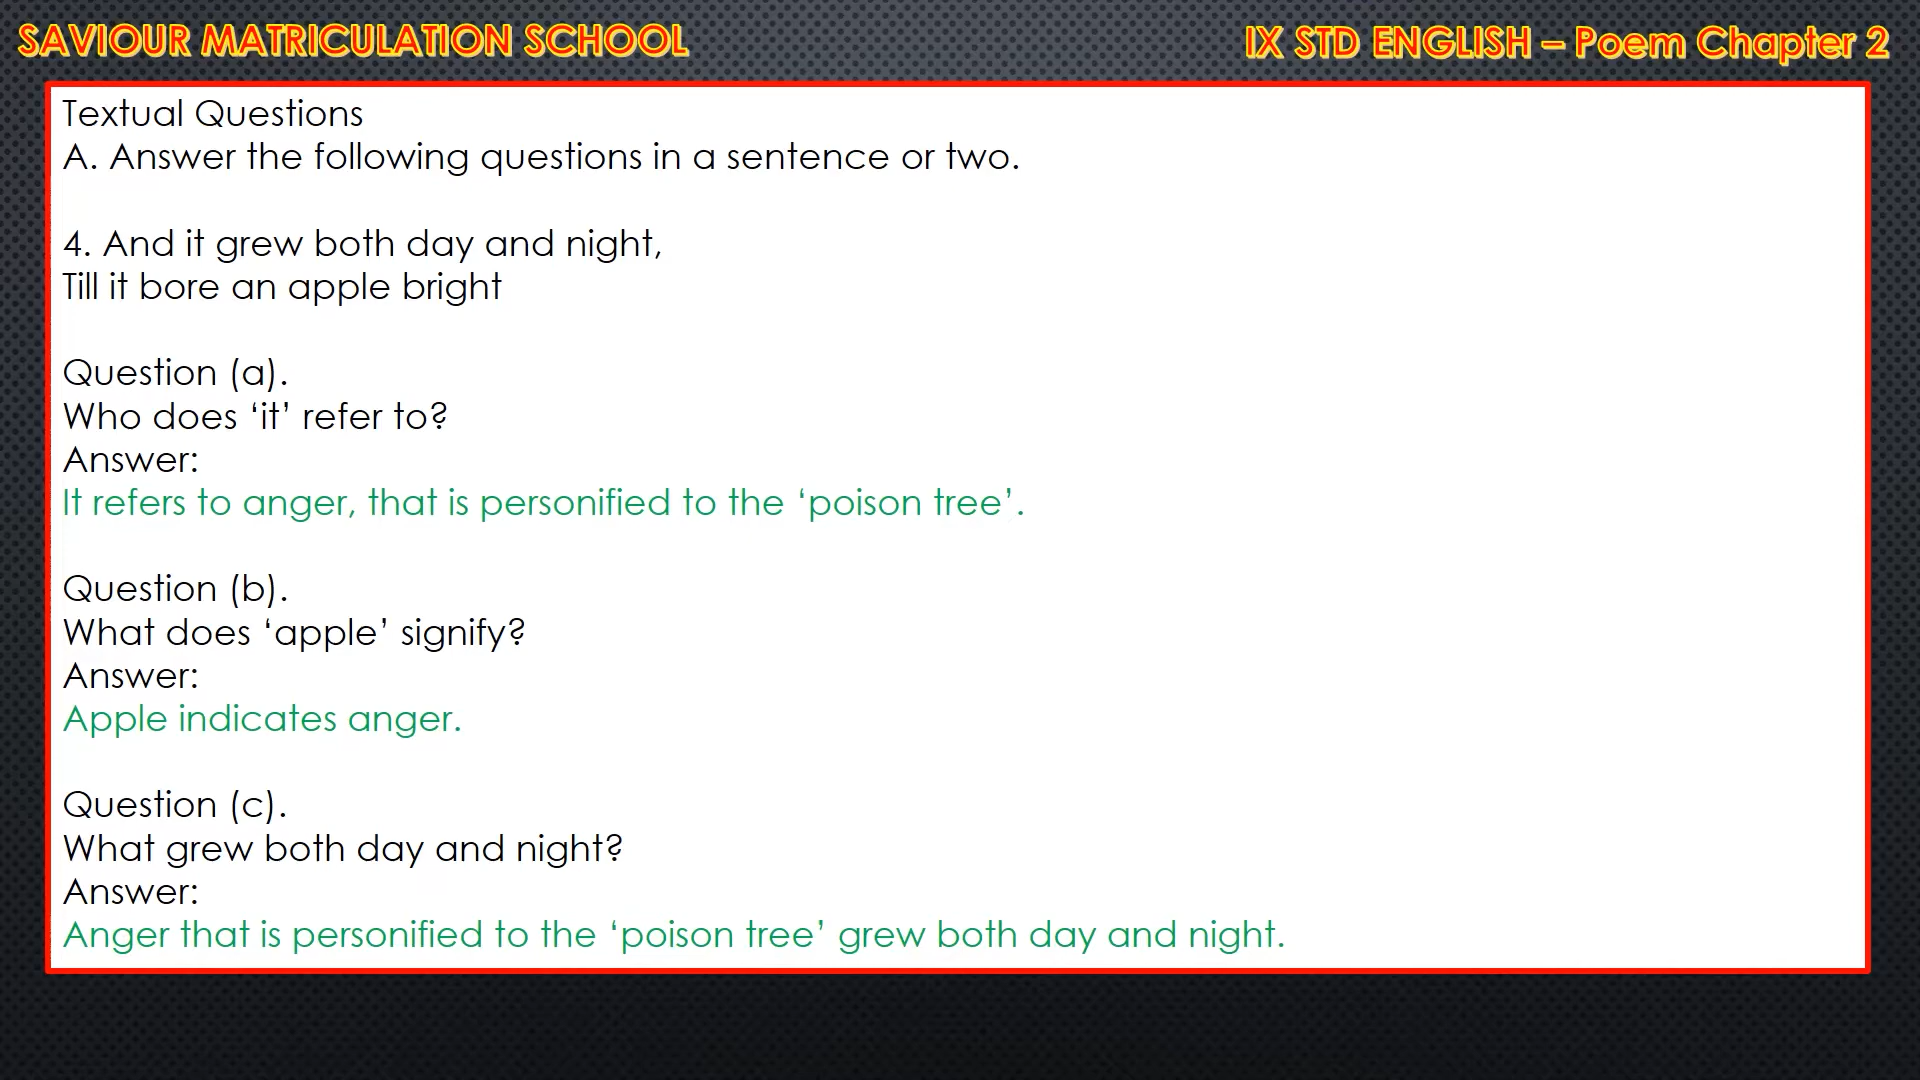 SAVIOUR MATRICULATION SCHOOL
IX STD ENGLISH – Poem Chapter 2
Textual Questions
A. Answer the following questions in a sentence or two.
4. And it grew both day and night,
Till it bore an apple bright
Question (a).
Who does ‘it’ refer to?
Answer:
It refers to anger, that is personified to the ‘poison tree’.
Question (b).
What does ‘apple’ signify?
Answer:
Apple indicates anger.
Question (c).
What grew both day and night?
Answer:
Anger that is personified to the ‘poison tree’ grew both day and night.